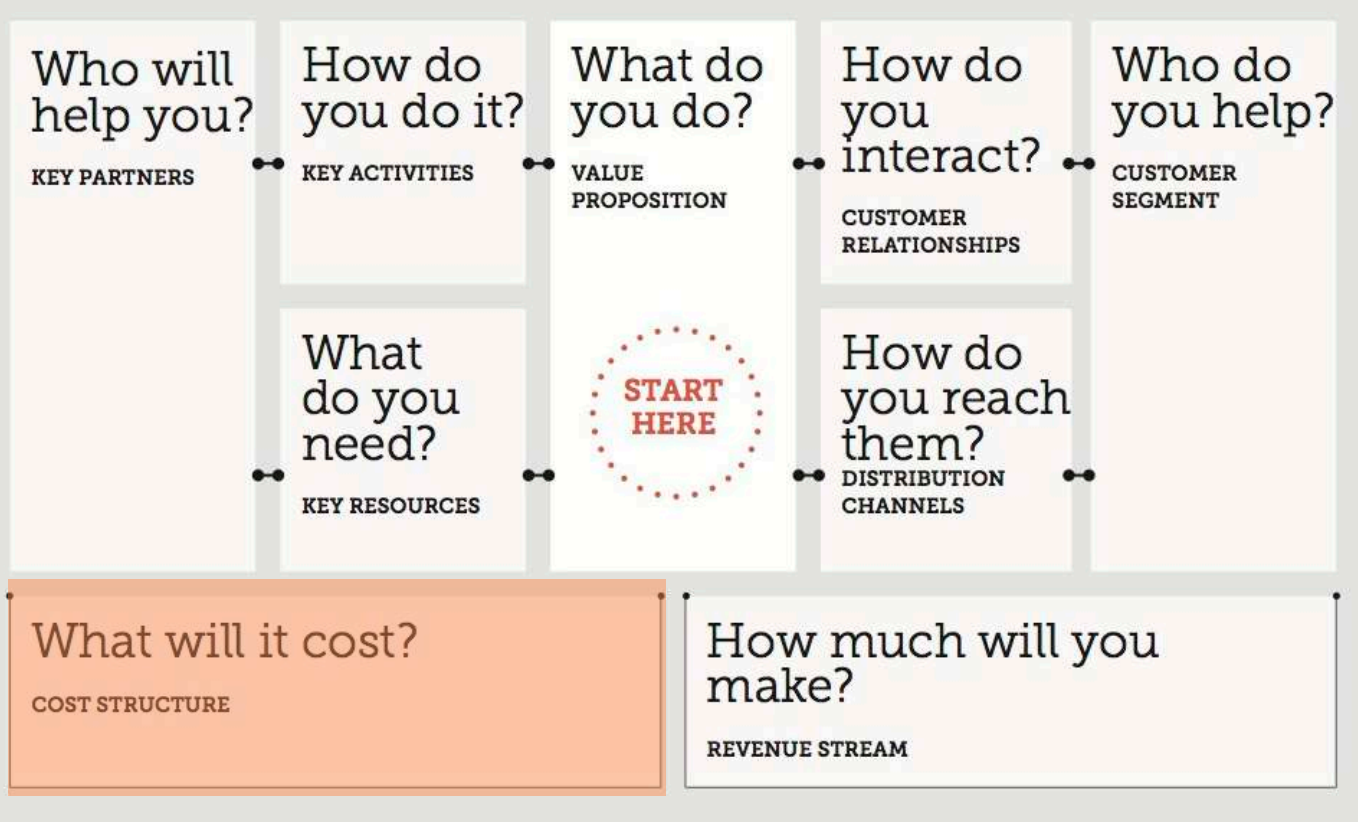 Who will
help you?
KEY PARTNERS
How do
you do it?
KEY ACTIVITIES
What
do you
need?
KEY RESOURCES
What do
you do?
VALUE
PROPOSITION
START
HERE
How do
you
interact?
CUSTOMER
RELATIONSHIPS
How do
you reach
them?
DISTRIBUTION
CHANNELS
Who do
you help?
CUSTOMER
SEGMENT
What will it cost?
COST STRUCTURE
How much will you
make?
REVENUE STREAM